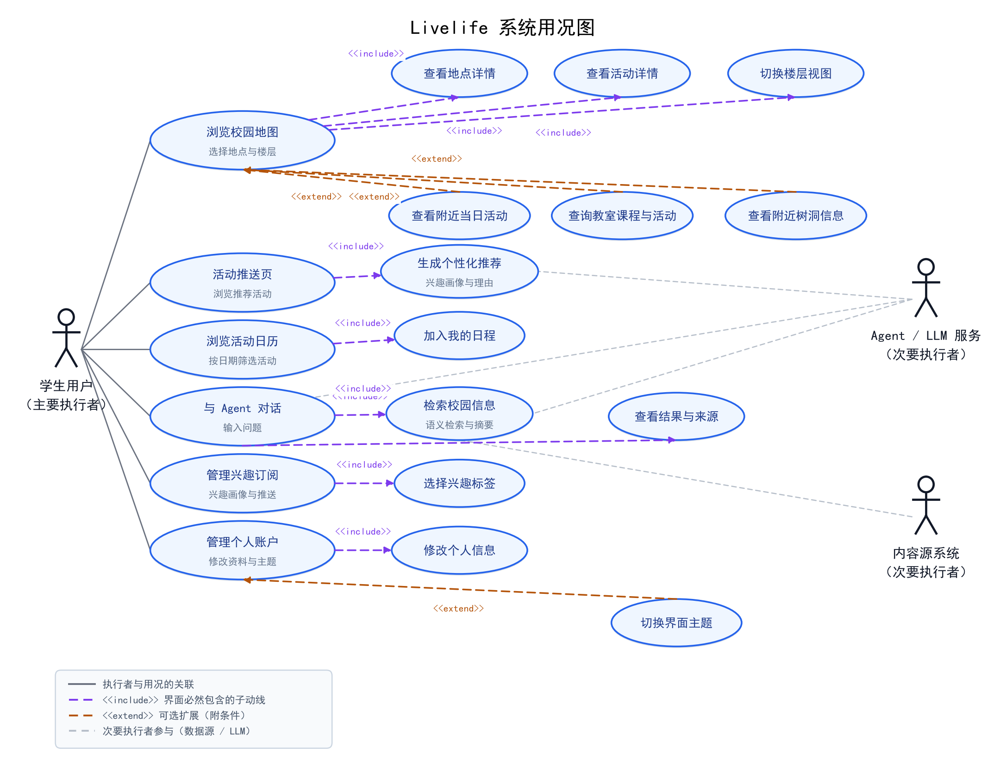 Livelife 系统用况图
<<include>>
查看地点详情
查看活动详情
切换楼层视图
浏览校园地图
选择地点与楼层
<<include>>
<<include>>
<<extend>>
<<extend>>
<<extend>>
查看附近当日活动
查询教室课程与活动
查看附近树洞信息
<<include>>
活动推送页
浏览推荐活动
生成个性化推荐
兴趣画像与理由
<<include>>
浏览活动日历
按日期筛选活动
加入我的日程
Agent / LLM 服务
（次要执行者）
学生用户
（主要执行者）
<<include>>
<<include>>
与 Agent 对话
输入问题
检索校园信息
语义检索与摘要
查看结果与来源
<<include>>
管理兴趣订阅
兴趣画像与推送
选择兴趣标签
<<include>>
管理个人账户
修改资料与主题
修改个人信息
内容源系统
（次要执行者）
<<extend>>
切换界面主题
执行者与用况的关联
<<include>> 界面必然包含的子动线
<<extend>> 可选扩展（附条件）
次要执行者参与（数据源 / LLM）